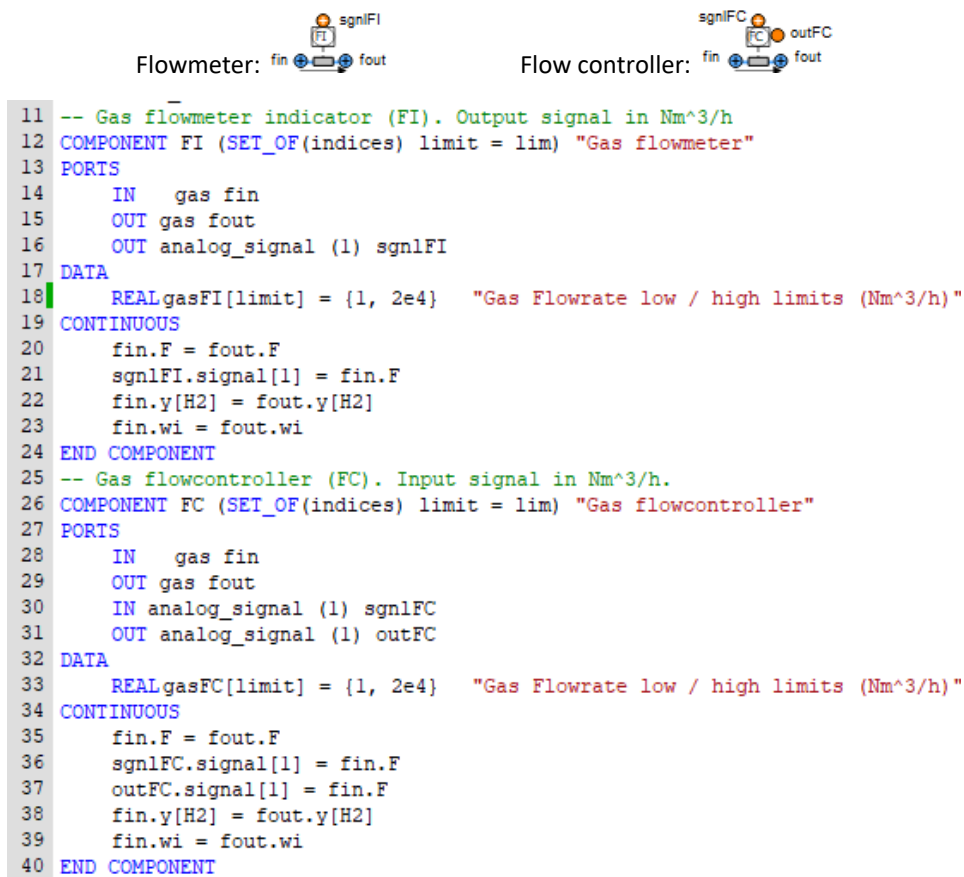 sgnlFI
FI
Flowmeter: fin fout
sgnlFC
FC outFC
Flow controller: fin fout
11 -- Gas flowmeter indicator (FI). Output signal in Nm^3/h
12 COMPONENT FI (SET_OF(indices) limit = lim) "Gas flowmeter"
13 PORTS
14 IN gas fin
15 OUT gas fout
16 OUT analog_signal (1) sgnlFI
17 DATA
18 REAL gasFI[limit] = {1, 2e4} "Gas Flowrate low / high limits (Nm^3/h)"
19 CONTINUOUS
20 fin.F = fout.F
21 sgnlFI.signal[1] = fin.F
22 fin.y[H2] = fout.y[H2]
23 fin.wi = fout.wi
24 END COMPONENT
25 -- Gas flowcontroller (FC). Input signal in Nm^3/h.
26 COMPONENT FC (SET_OF(indices) limit = lim) "Gas flowcontroller"
27 PORTS
28 IN gas fin
29 OUT gas fout
30 IN analog_signal (1) sgnlFC
31 OUT analog_signal (1) outFC
32 DATA
33 REAL gasFC[limit] = {1, 2e4} "Gas Flowrate low / high limits (Nm^3/h)"
34 CONTINUOUS
35 fin.F = fout.F
36 sgnlFC.signal[1] = fin.F
37 outFC.signal[1] = fin.F
38 fin.y[H2] = fout.y[H2]
39 fin.wi = fout.wi
40 END COMPONENT